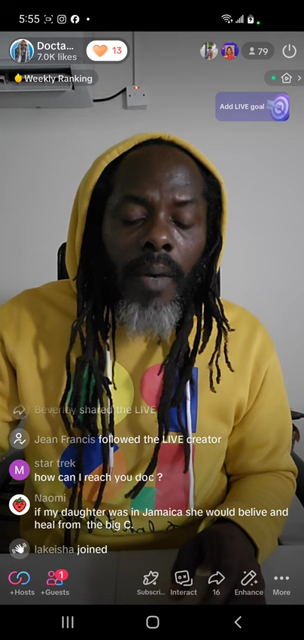 5:55
Docta...
7.0K likes
13
79
Weekly Ranking
Add LIVE goal
Beverley shared the LIVE
Jean Francis followed the LIVE creator
M
star trek
how can I reach you doc ?
Naomi
if my daughter was in Jamaica she would belive and
heal from the big C.
lakeisha joined
1
+Hosts
+Guests
Subscri...
Interact
16
Enhance
More